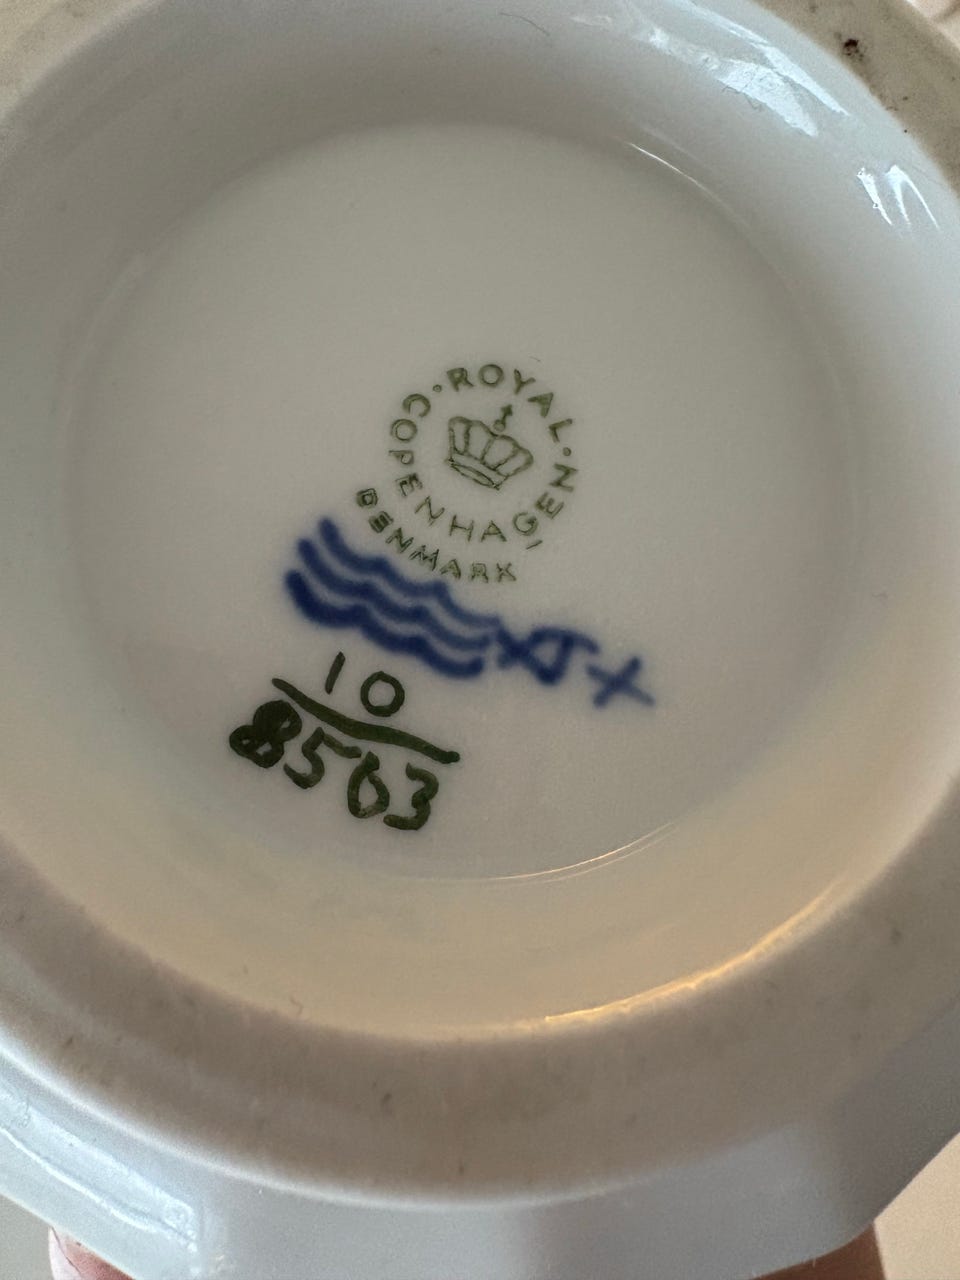 ROYAL
COPENHAGEN
DENMARK
10
8563